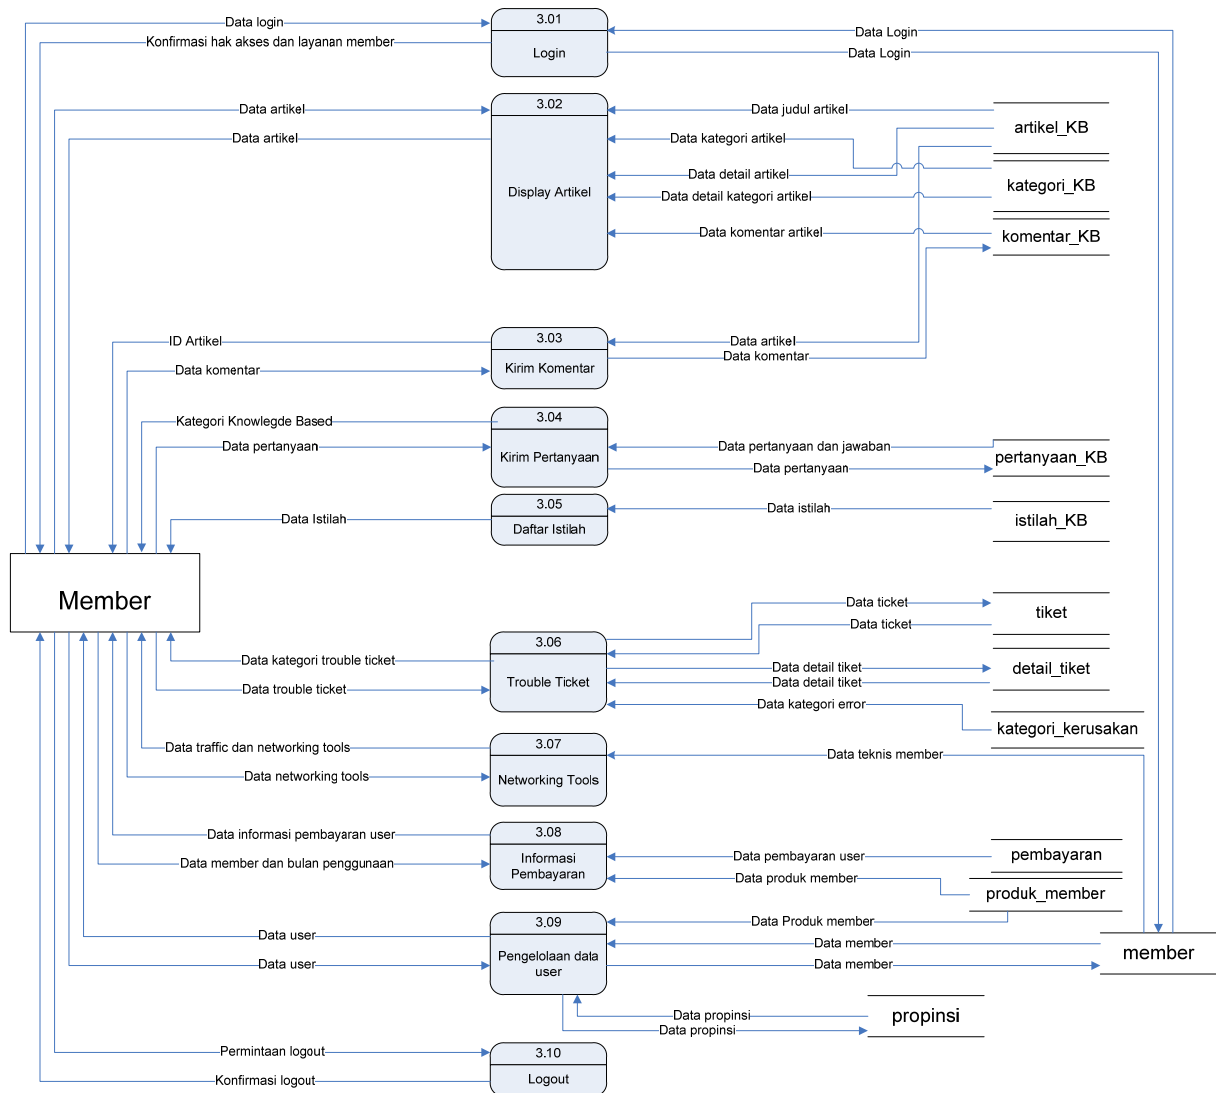 3.01
Data login
Data Login
Konfirmasi hak akses dan layanan member
Login
Data Login
3.02
Data artikel
Data judul artikel
artikel_KB
Data artikel
Data kategori artikel
Data detail artikel
kategori_KB
Display Artikel
Data detail kategori artikel
Data komentar artikel
komentar_KB
3.03
ID Artikel
Data artikel
Data komentar
Kirim Komentar
Data komentar
3.04
Kategori Knowlegde Based
Data pertanyaan
Data pertanyaan dan jawaban
Kirim Pertanyaan
pertanyaan_KB
Data pertanyaan
3.05
Data istilah
Data Istilah
istilah_KB
Daftar Istilah
Member
Data ticket
tiket
Data ticket
3.06
Data kategori trouble ticket
Data detail tiket
detail_tiket
Trouble Ticket
Data detail tiket
Data trouble ticket
Data kategori error
kategori_kerusakan
3.07
Data traffic dan networking tools
Data teknis member
Data networking tools
Networking Tools
3.08
Data informasi pembayaran user
Data pembayaran user
pembayaran
Informasi
Pembayaran
Data member dan bulan penggunaan
Data produk member
produk_member
3.09
Data Produk member
Data user
Data member
member
Pengelolaan data
user
Data user
Data member
Data propinsi
propinsi
Data propinsi
3.10
Permintaan logout
Konfirmasi logout
Logout